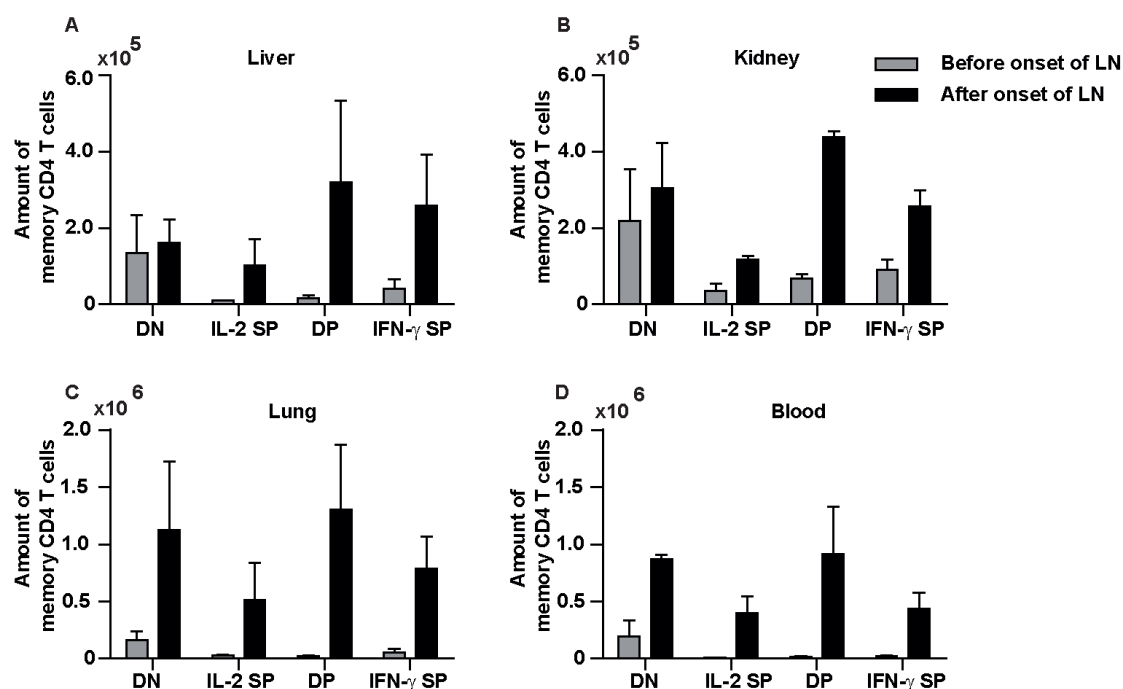 A
x10 5
Liver
6.0
4.0
2.0
0
Amount of
memory CD4 T cells
DN IL-2 SP DP IFN-γ SP
B
x10 5
Kidney
6.0
4.0
2.0
0
Amount of
memory CD4 T cells
DN IL-2 SP DP IFN-γ SP
Before onset of LN
After onset of LN
C
x10 6
Lung
2.0
1.5
1.0
0.5
0
Amount of
memory CD4 T cells
DN IL-2 SP DP IFN-γ SP
D
x10 6
Blood
2.0
1.5
1.0
0.5
0
Amount of
memory CD4 T cells
DN IL-2 SP DP IFN-γ SP